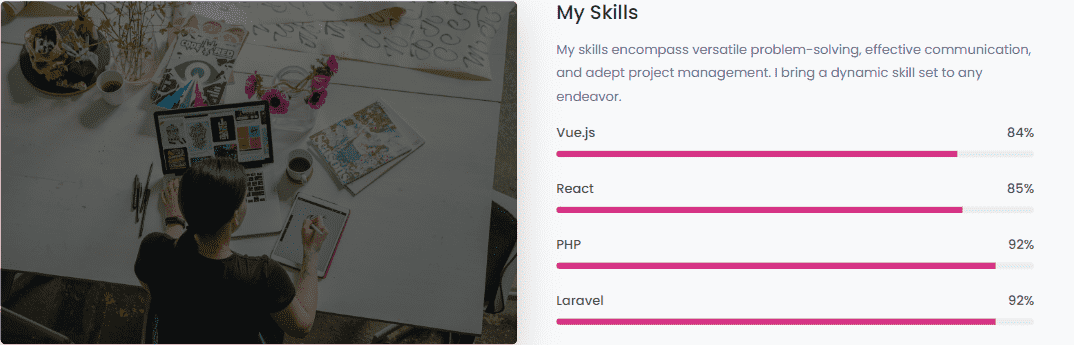 My Skills
My skills encompass versatile problem-solving, effective communication,
and adept project management. I bring a dynamic skill set to any
endeavor.
Vue.js 84%
React 85%
PHP 92%
Laravel 92%